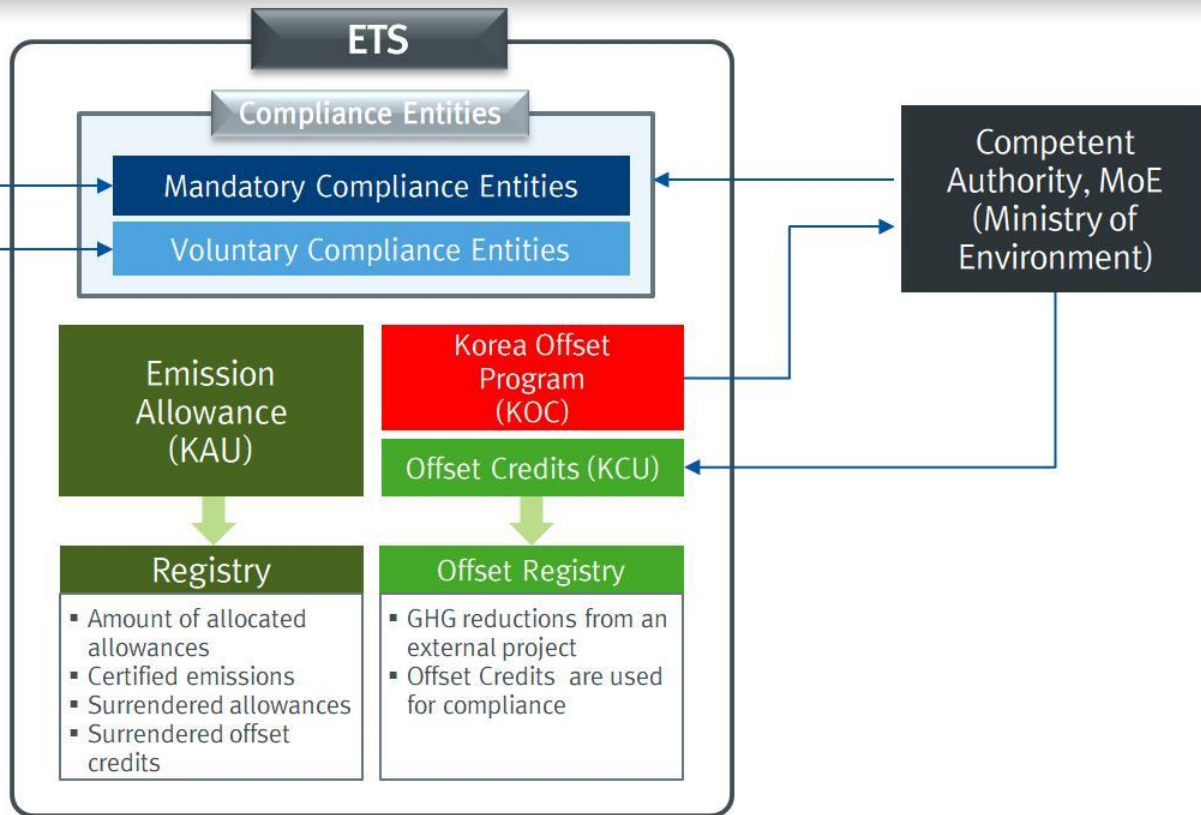 ETS
Compliance Entities
Mandatory Compliance Entities
Voluntary Compliance Entities
Competent
Authority, MoE
(Ministry of
Environment)
Emission
Allowance
(KAU)
Korea Offset
Program
(KOC)
Offset Credits (KCU)
Registry
▪ Amount of allocated
allowances
▪ Certified emissions
▪ Surrendered allowances
▪ Surrendered offset
credits
Offset Registry
▪ GHG reductions from an
external project
▪ Offset Credits are used
for compliance